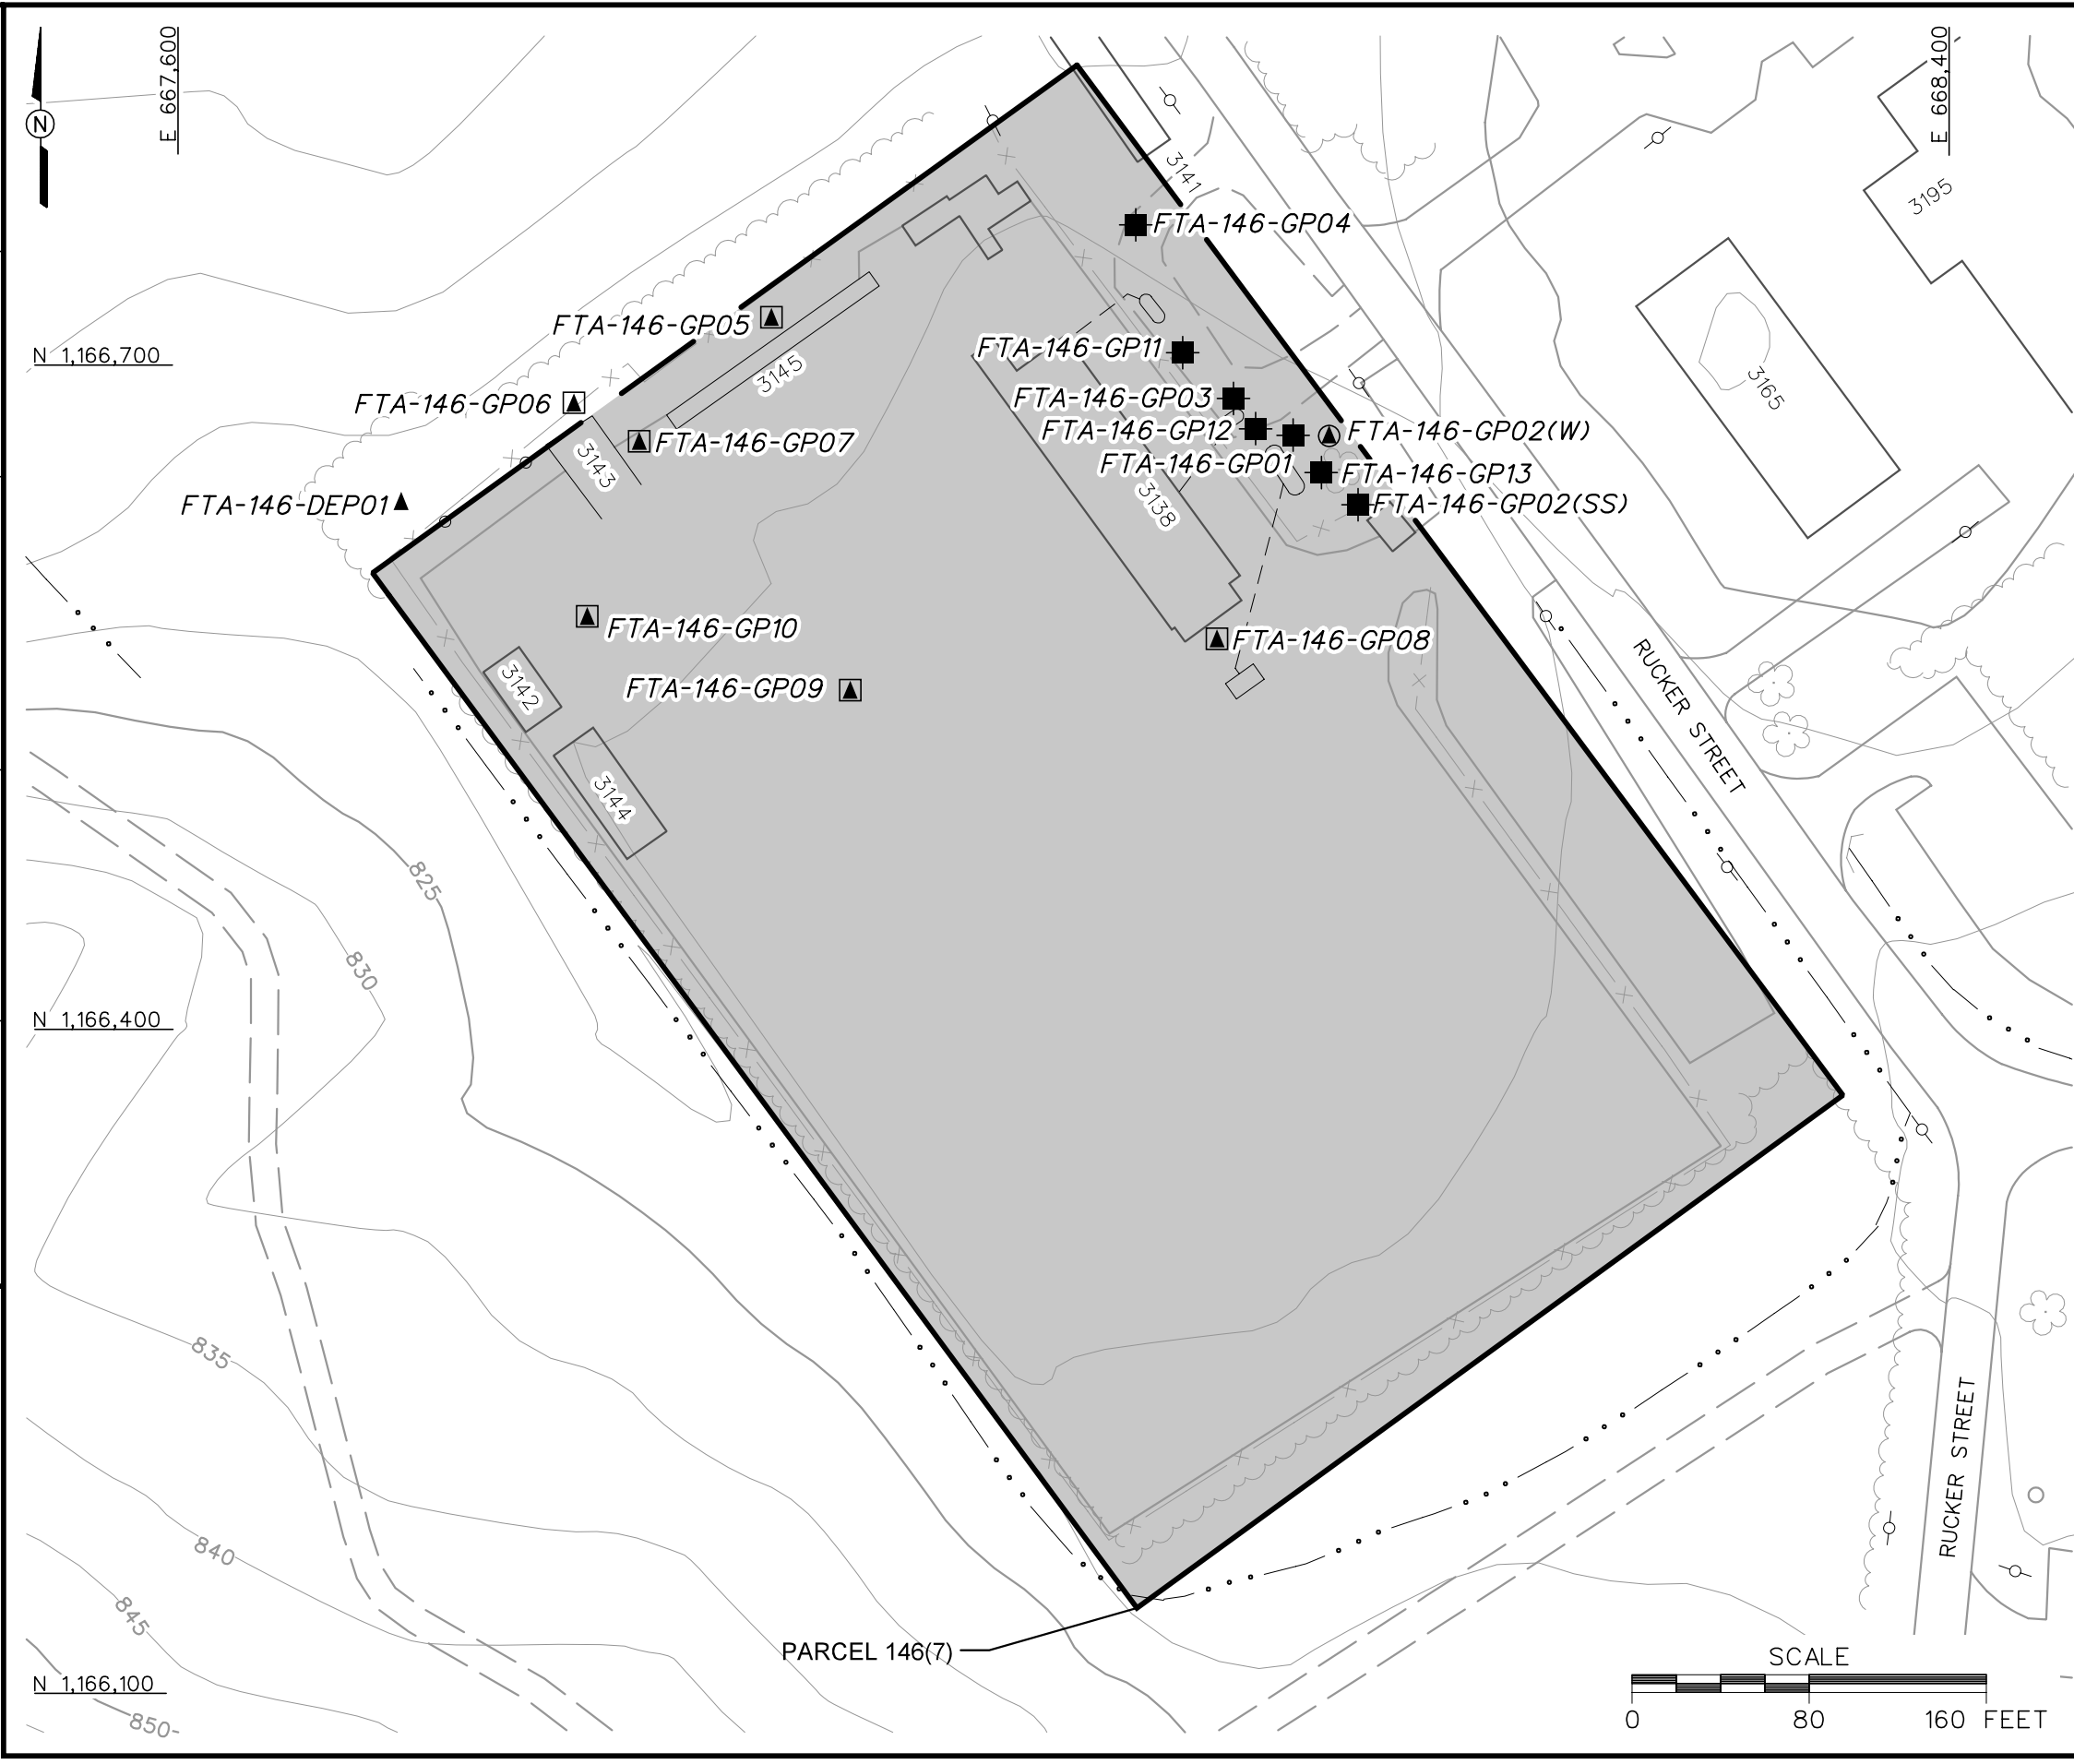 E 667,600
E 668,400
N
3141
3195
FTA-146-GP04
FTA-146-GP05
N 1,166,700
FTA-146-GP11
3145
3165
FTA-146-GP06
FTA-146-GP03
FTA-146-GP12
FTA-146-GP02(W)
FTA-146-GP07
3143
FTA-146-GP01
FTA-146-GP13
FTA-146-DEP01
3138
FTA-146-GP02(SS)
FTA-146-GP10
FTA-146-GP08
3142
FTA-146-GP09
RUCKER STREET
3144
825
830
N 1,166,400
835
RUCKER STREET
840
845
PARCEL 146(7)
SCALE
N 1,166,100
850-
0 80 160 FEET